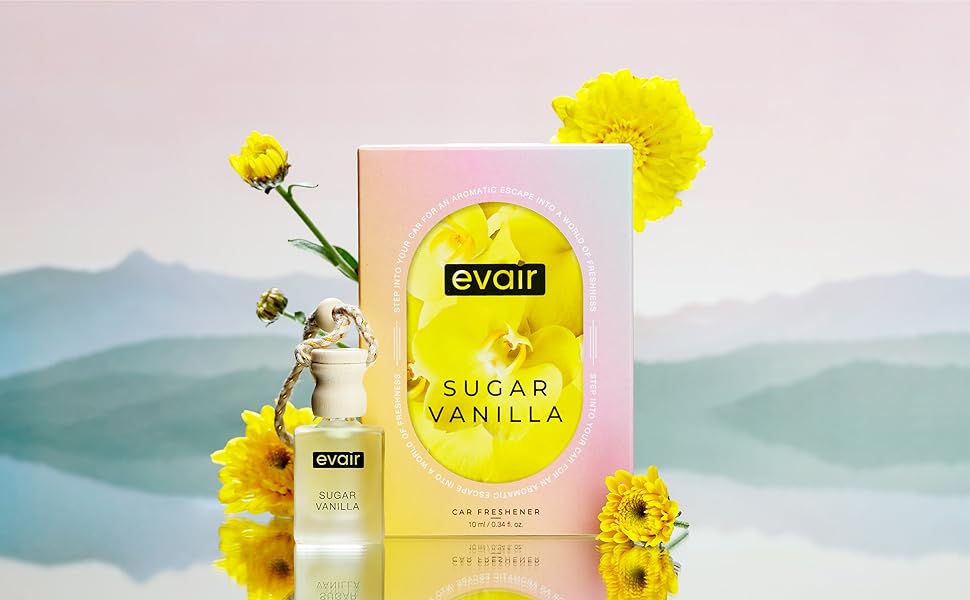 STEP INTO YOUR CAR FOR AN AROMATIC ESCAPE INTO A WORLD OF FRESHNESS
evair
SUGAR
VANILLA
STEP INTO YOUR CAR FOR AN AROMATIC ESCAPE INTO A WORLD OF FRESHNESS
CAR FRESHENER
10 ml / 0.34 fl. oz.
evair
SUGAR
VANILLA